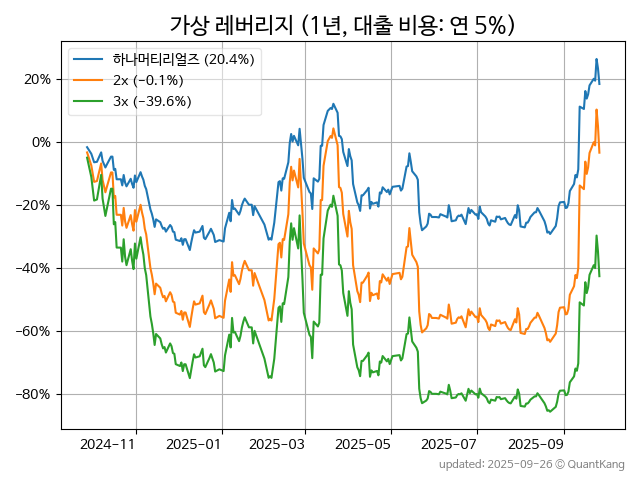 가상 레버리지 (1년, 대출 비용: 연 5%)
하나머티리얼즈 (20.4%)
2x (−0.1%)
3x (−39.6%)
20%
0%
−20%
−40%
−60%
−80%
2024-11 2025-01 2025-03 2025-05 2025-07 2025-09
updated: 2025-09-26 © QuantKang